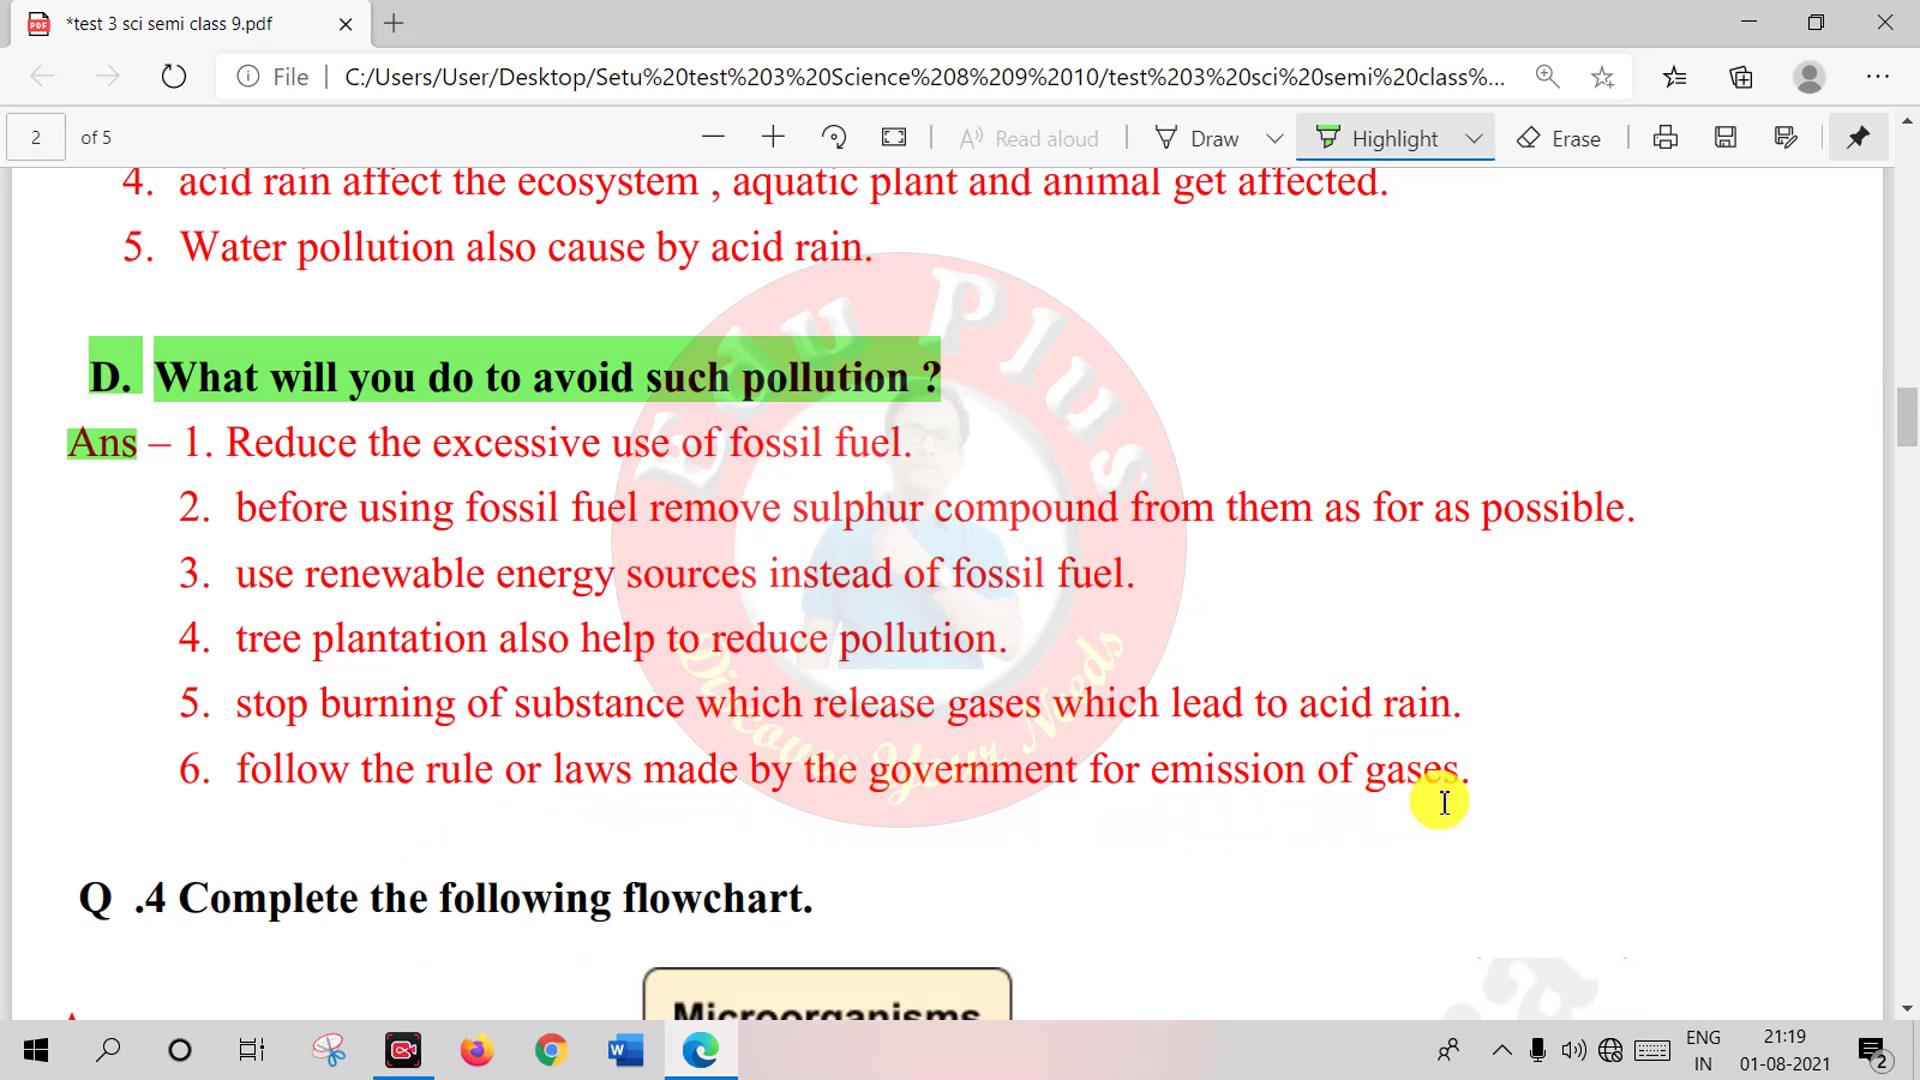 *test 3 sci semi class 9.pdf
File
C:/Users/User/Desktop/Setu%20test%203%20Science%208%209%2010/test%203%20sci%20semi%20class%...
2 of 5
Read aloud
Draw
Highlight
Erase
4. acid rain affect the ecosystem , aquatic plant and animal get affected.
5. Water pollution also cause by acid rain.
D. What will you do to avoid such pollution ?
Ans – 1. Reduce the excessive use of fossil fuel.
2. before using fossil fuel remove sulphur compound from them as for as possible.
3. use renewable energy sources instead of fossil fuel.
4. tree plantation also help to reduce pollution.
5. stop burning of substance which release gases which lead to acid rain.
6. follow the rule or laws made by the government for emission of gases.
Edu Plus
Discover Your Needs
Q .4 Complete the following flowchart.
Microorganisms
ENG
IN
21:19
01-08-2021
2